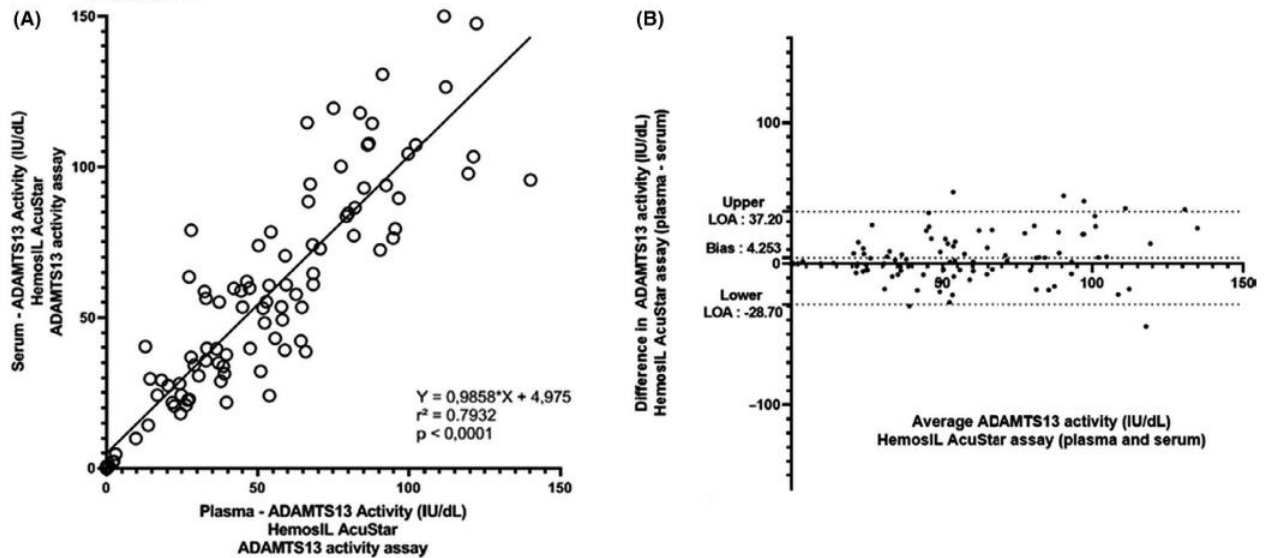 (A)
150
100
50
0
0
50
100
150
Serum - ADAMTS13 Activity (IU/dL)
HemosIL AcuStar
ADAMTS13 activity assay
Y = 0,9858*X + 4,975
r² = 0.7932
p < 0,0001
Plasma - ADAMTS13 Activity (IU/dL)
HemosIL AcuStar
ADAMTS13 activity assay
(B)
Difference in ADAMTS13 activity (IU/dL)
HemosIL AcuStar assay (plasma - serum)
100
Upper
LOA : 37.20
Bias : 4.253
0
Lower
LOA : -28.70
-100
50
100
150
Average ADAMTS13 activity (IU/dL)
HemosIL AcuStar assay (plasma and serum)